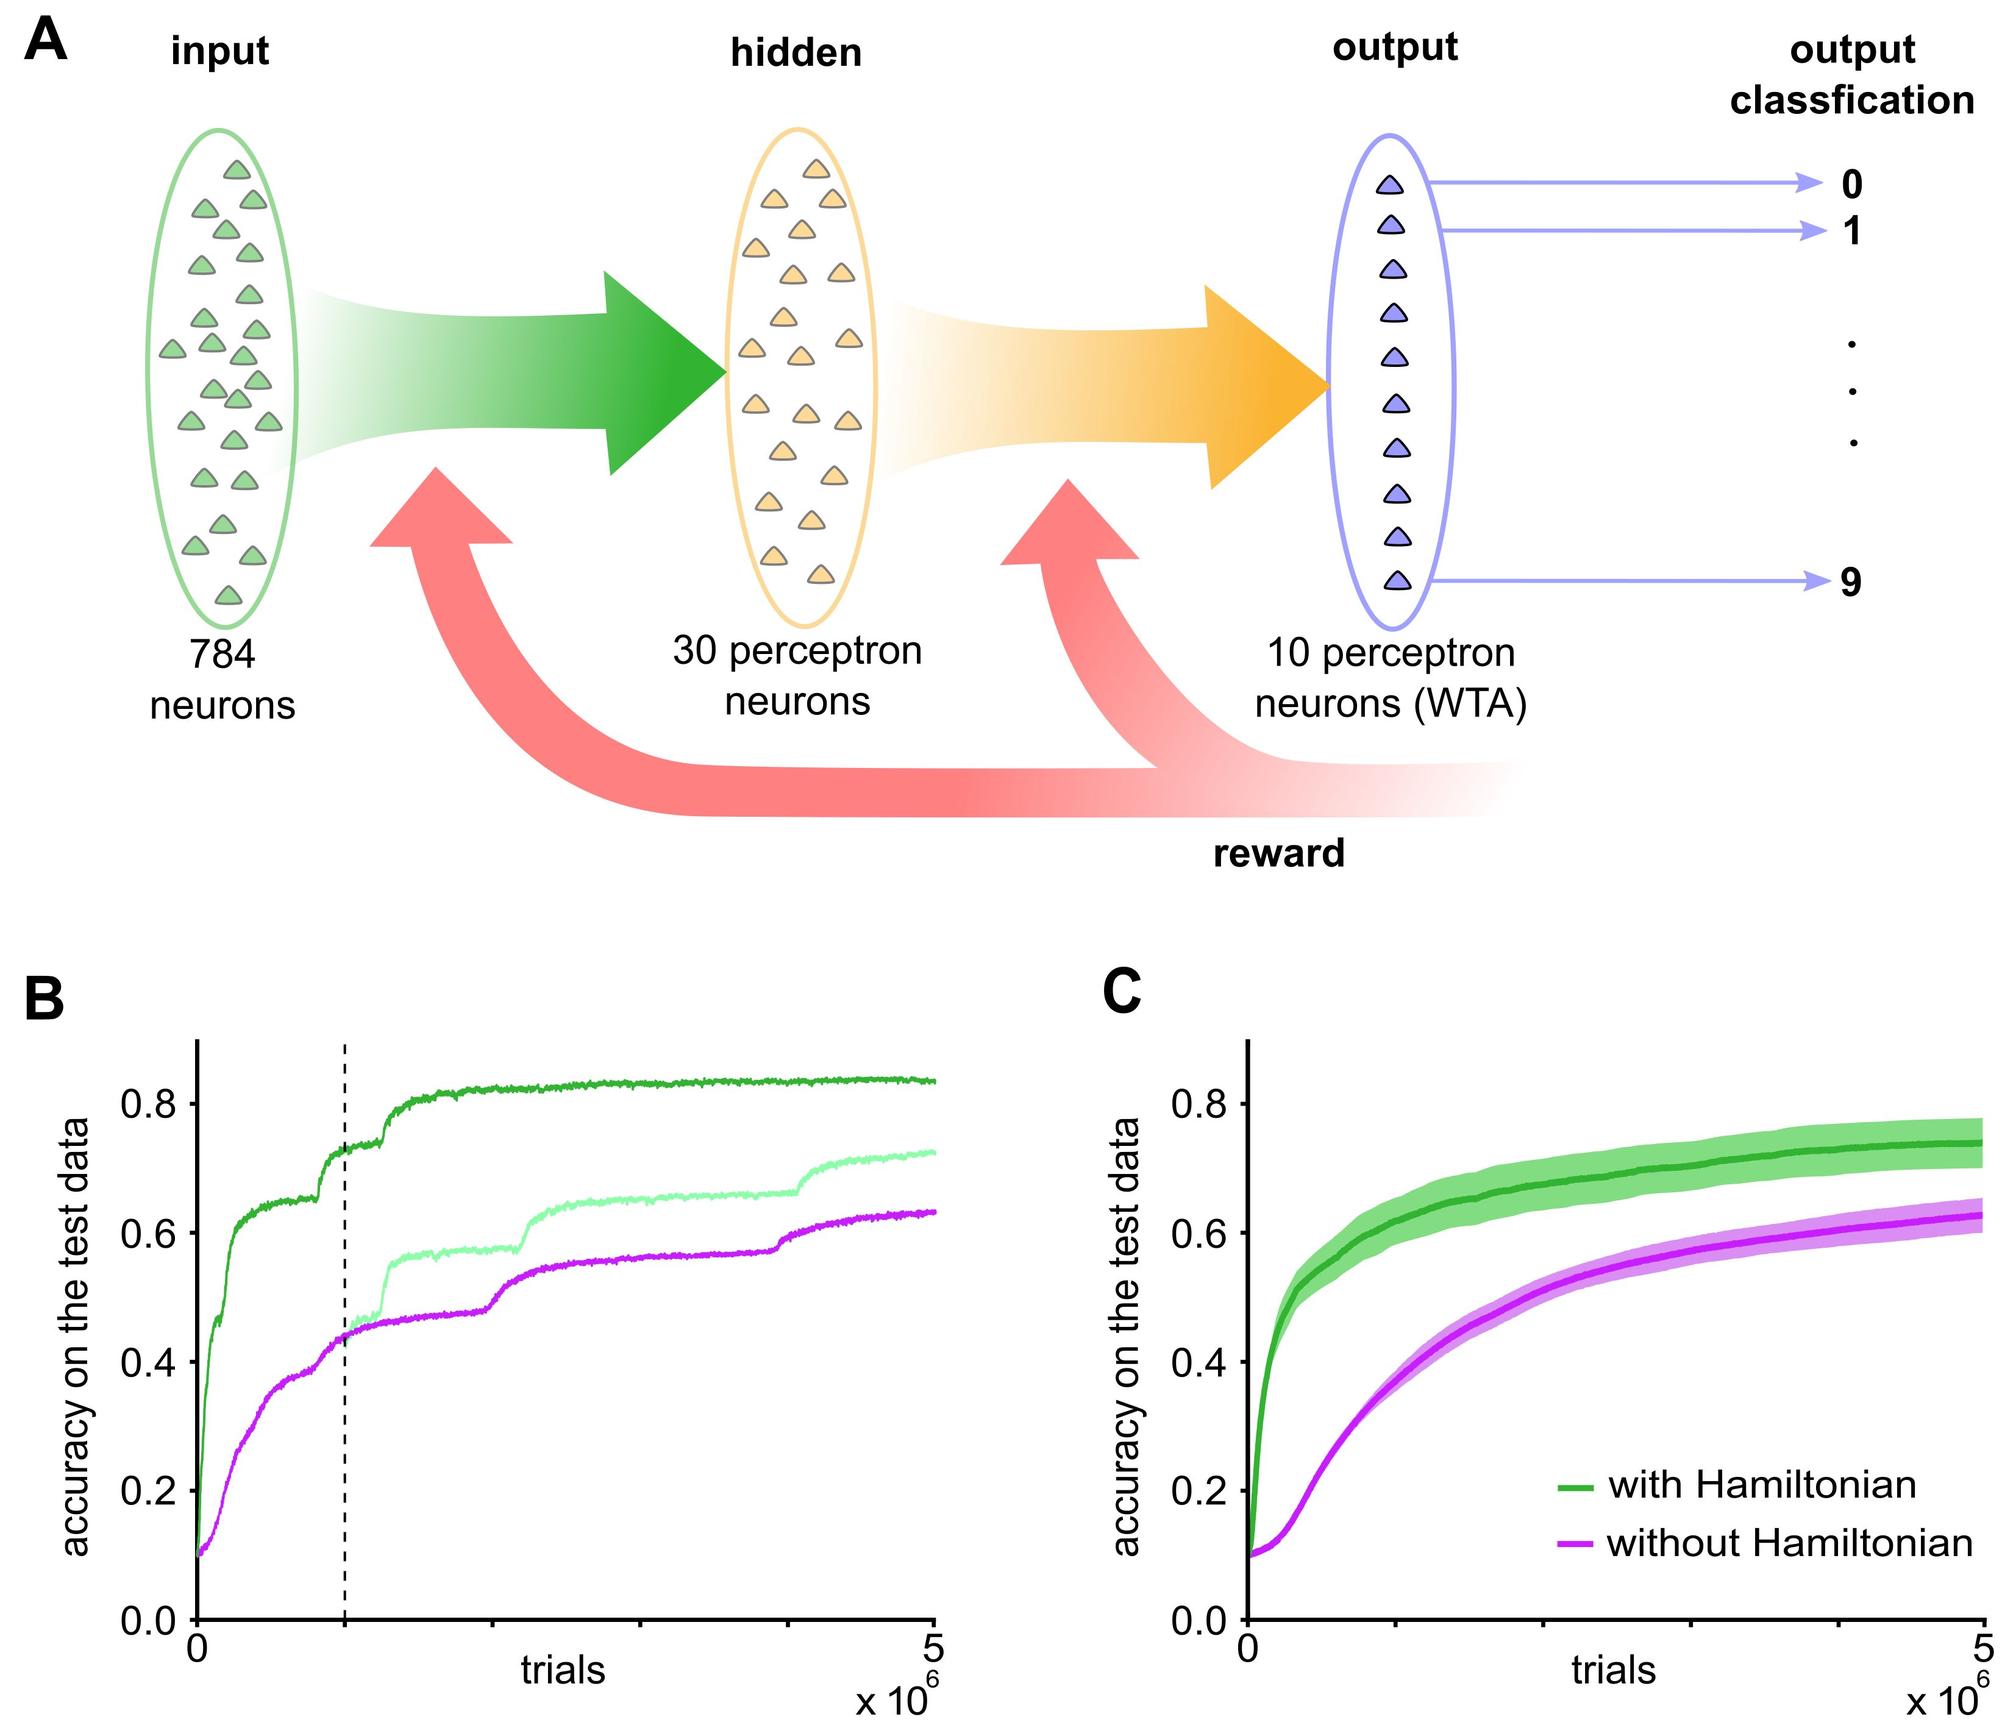 A
input
hidden
output
output
classfication
0
1
.
.
.
9
784
neurons
30 perceptron
neurons
10 perceptron
neurons (WTA)
reward
B
accuracy on the test data
0.8
0.6
0.4
0.2
0.0
0
5
trials
x 10^6
C
accuracy on the test data
0.8
0.6
0.4
0.2
0.0
with Hamiltonian
without Hamiltonian
0
5
trials
x 10^6